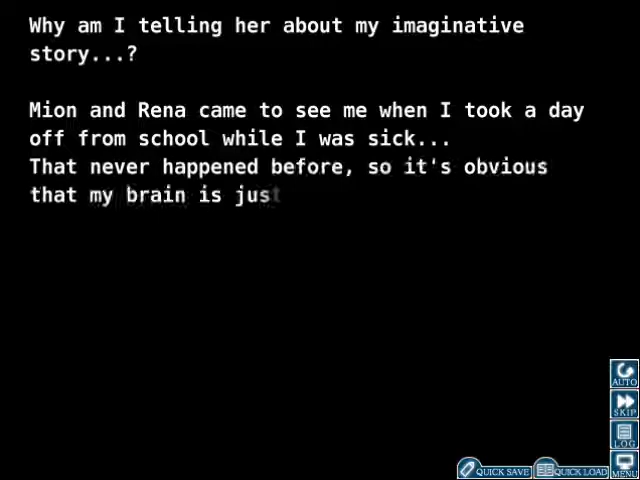 Why am I telling her about my imaginative
story...?
Mion and Rena came to see me when I took a day
off from school while I was sick...
That never happened before, so it's obvious
that my brain is just
AUTO
SKIP
LOG
MENU
QUICK SAVE
QUICK LOAD